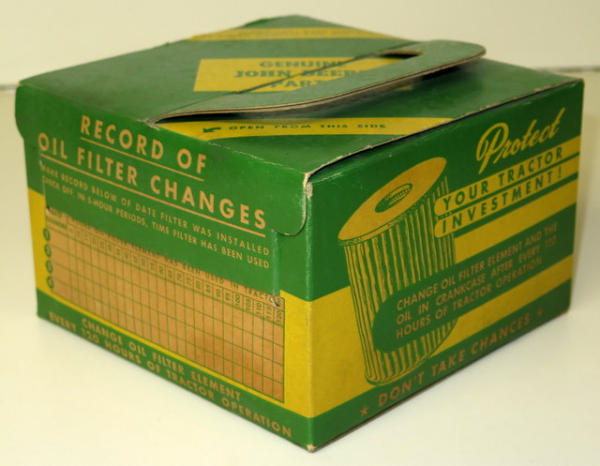 GENUINE
JOHN DEERE
PARTS
OPEN FROM THIS SIDE
RECORD OF
OIL FILTER CHANGES
MAKE RECORD BELOW OF DATE FILTER WAS INSTALLED
CHECK OFF, IN 5-HOUR PERIODS, TIME FILTER HAS BEEN USED
CHANGE OIL FILTER ELEMENT
EVERY 120 HOURS OF TRACTOR OPERATION
Protect
YOUR TRACTOR
INVESTMENT!
CHANGE OIL FILTER ELEMENT AND THE
OIL IN CRANKCASE AFTER EVERY 120
HOURS OF TRACTOR OPERATION
★ DON'T TAKE CHANCES ★